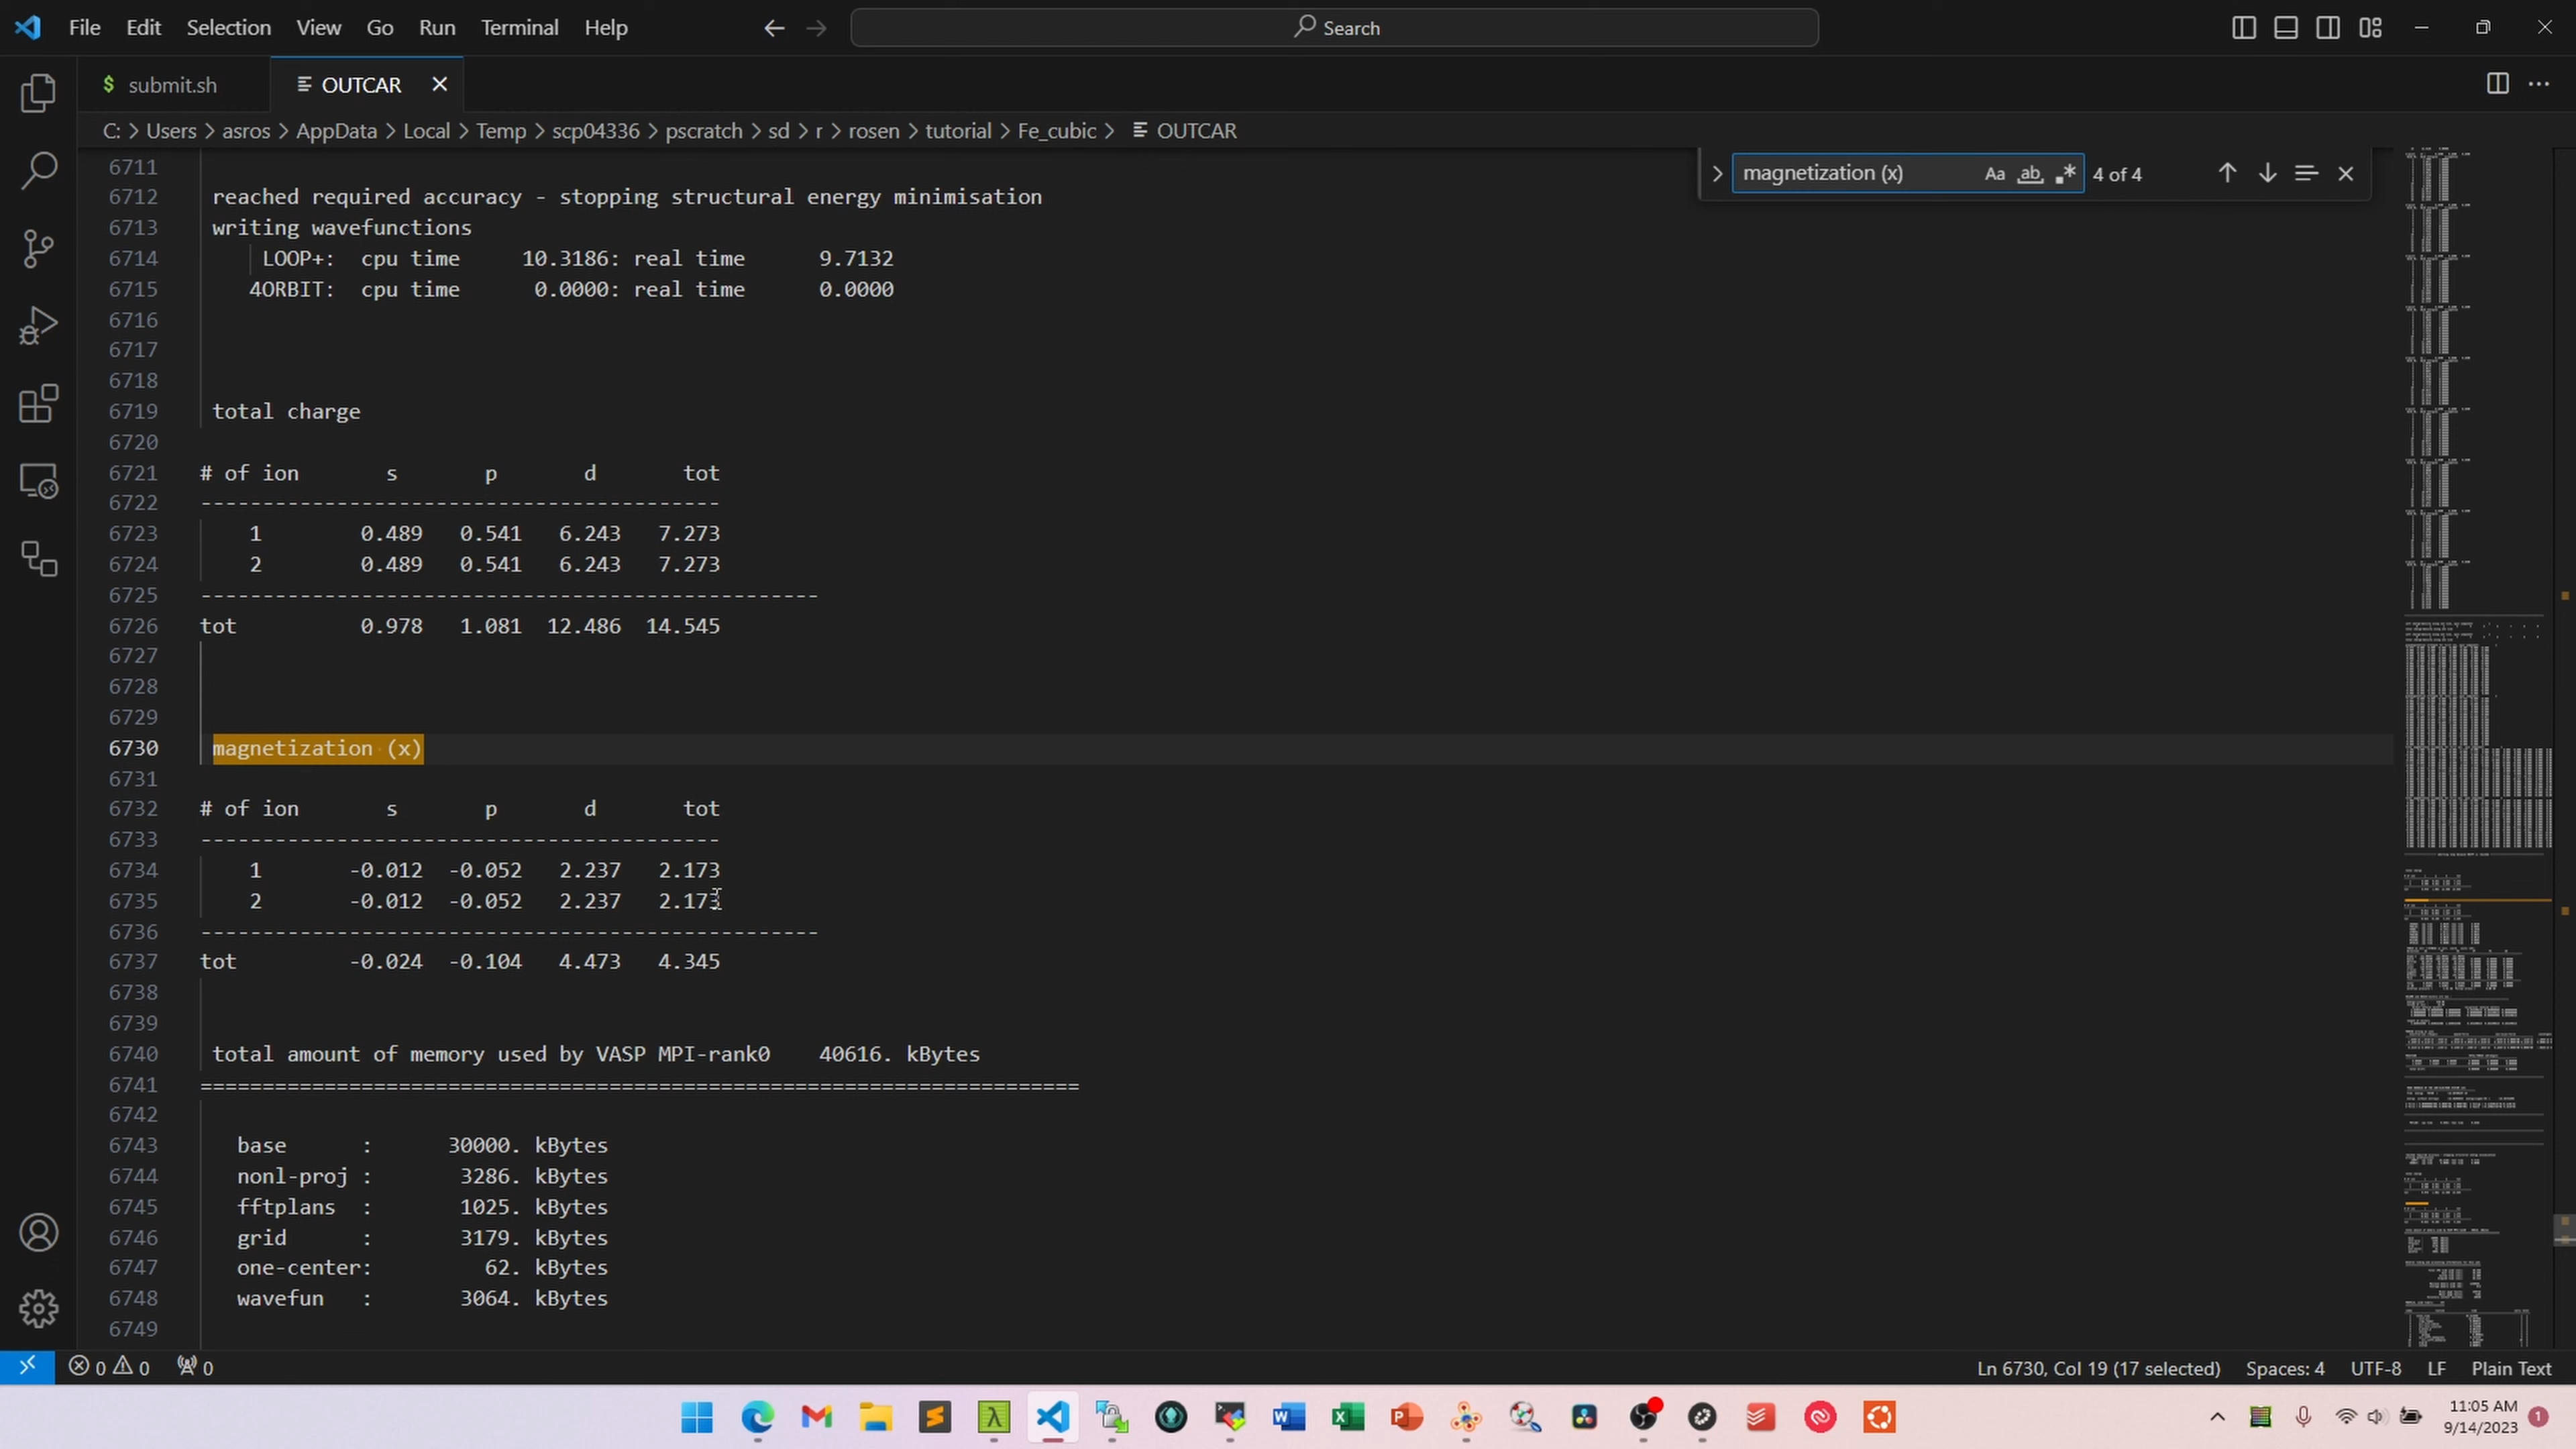 File Edit Selection View Go Run Terminal Help
Search
submit.sh
OUTCAR
C: > Users > asros > AppData > Local > Temp > scp04336 > pscratch > sd > r > rosen > tutorial > Fe_cubic > OUTCAR
magnetization (x) Aa ab 4 of 4
6711
6712 reached required accuracy - stopping structural energy minimisation
6713 writing wavefunctions
6714 LOOP+: cpu time 10.3186: real time 9.7132
6715 4ORBIT: cpu time 0.0000: real time 0.0000
6716
6717
6718
6719 total charge
6720
6721 # of ion s p d tot
6722 ------------------------------------------
6723 1 0.489 0.541 6.243 7.273
6724 2 0.489 0.541 6.243 7.273
6725 --------------------------------------------------
6726 tot 0.978 1.081 12.486 14.545
6727
6728
6729
6730 magnetization (x)
6731
6732 # of ion s p d tot
6733 ------------------------------------------
6734 1 -0.012 -0.052 2.237 2.173
6735 2 -0.012 -0.052 2.237 2.173
6736 --------------------------------------------------
6737 tot -0.024 -0.104 4.473 4.345
6738
6739
6740 total amount of memory used by VASP MPI-rank0 40616. kBytes
6741 =======================================================================
6742
6743 base : 30000. kBytes
6744 nonl-proj : 3286. kBytes
6745 fftplans : 1025. kBytes
6746 grid : 3179. kBytes
6747 one-center: 62. kBytes
6748 wavefun : 3064. kBytes
6749
0 0 0 Ln 6730, Col 19 (17 selected) Spaces: 4 UTF-8 LF Plain Text
11:05 AM
9/14/2023
1